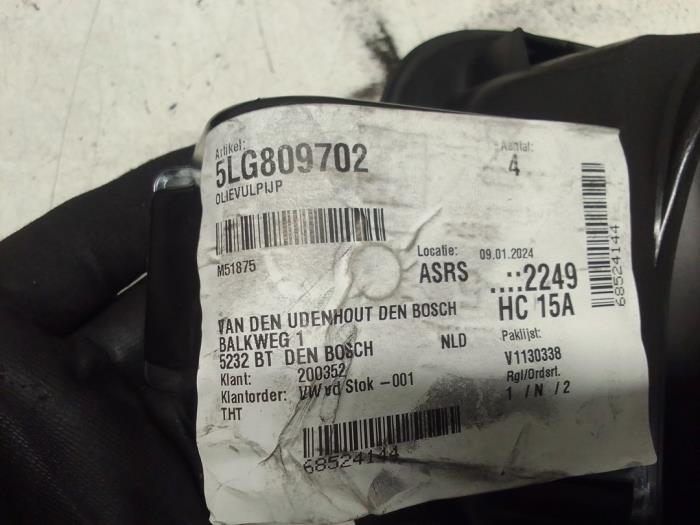 Artikel:
5LG809702
OLIEVULPIJP
Aantal:
4
M51875
Locatie: 09.01.2024
ASRS ....::2249
HC 15A
68524144
VAN DEN UDENHOUT DEN BOSCH
BALKWEG 1
5232 BT DEN BOSCH NLD
Klant: 200352
Klantorder: VW vd Stok -001
THT
Paklijst:
V1130338
Rgl/Ordsrt.
1 / N / 2
68524144